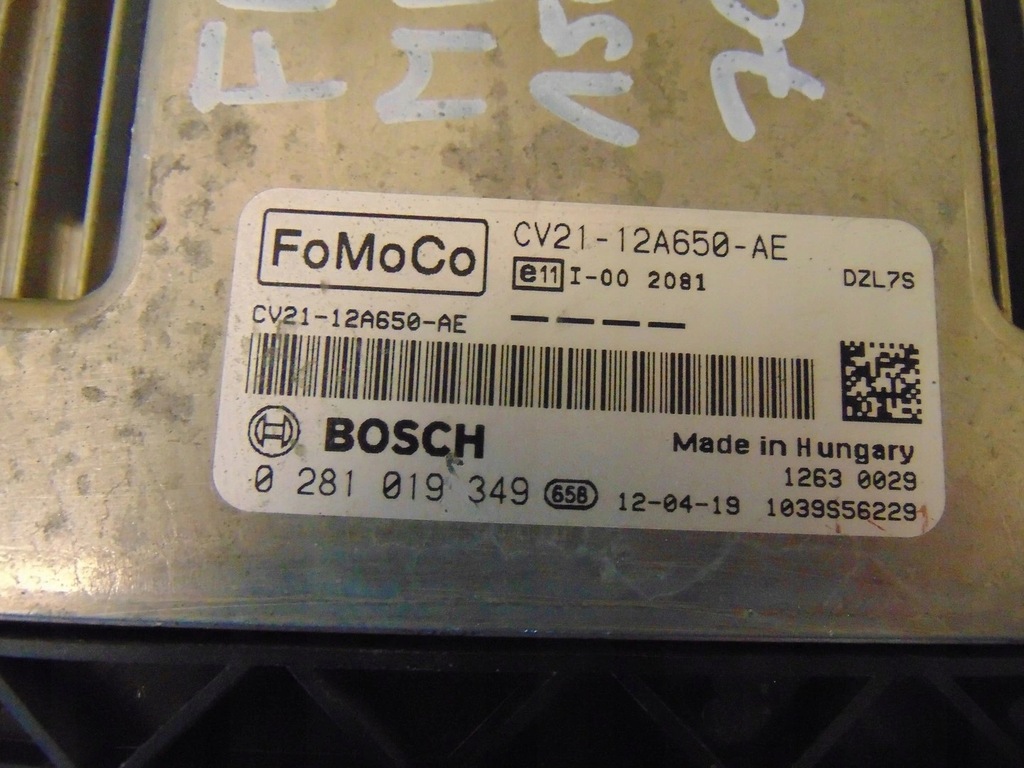 FoMoCo
CV21-12A650-AE
e11 I-00 2081
DZL7S
CV21-12A650-AE
BOSCH
Made in Hungary
1263 0029
0 281 019 349 658 12-04-19 1039S56229